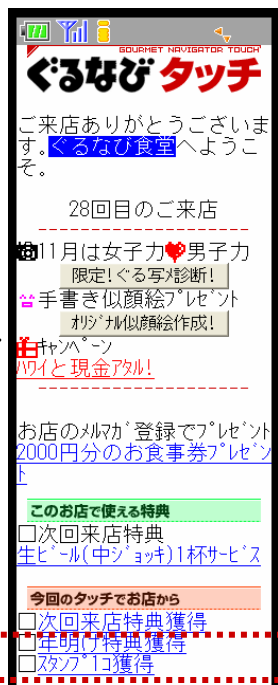 GOURMET NAVIGATOR TOUCH
ぐるなび タッチ
ご来店ありがとうございま
す。ぐるなび食堂へようこ
そ。
28回目のご来店
11月は女子力男子力
限定!ぐる写ﾒ診断!
手書き似顔絵ﾌﾟﾚｾﾞﾝﾄ
ｵﾘｼﾞﾅﾙ似顔絵作成!
ｷｬﾝﾍﾟｰﾝ
ﾊﾜｲと現金ｱﾀﾙ!
お店のﾒﾙﾏｶﾞ登録でﾌﾟﾚｾﾞﾝﾄ
2000円分のお食事券ﾌﾟﾚｾﾞﾝ
ﾄ
このお店で使える特典
□次回来店特典
生ﾋﾞｰﾙ(中ｼﾞｮｯｷ)1杯ｻｰﾋﾞｽ
今回のタッチでお店から
□次回来店特典獲得
□年明け特典獲得
□ｽﾀﾝﾌﾟ1ｺ獲得